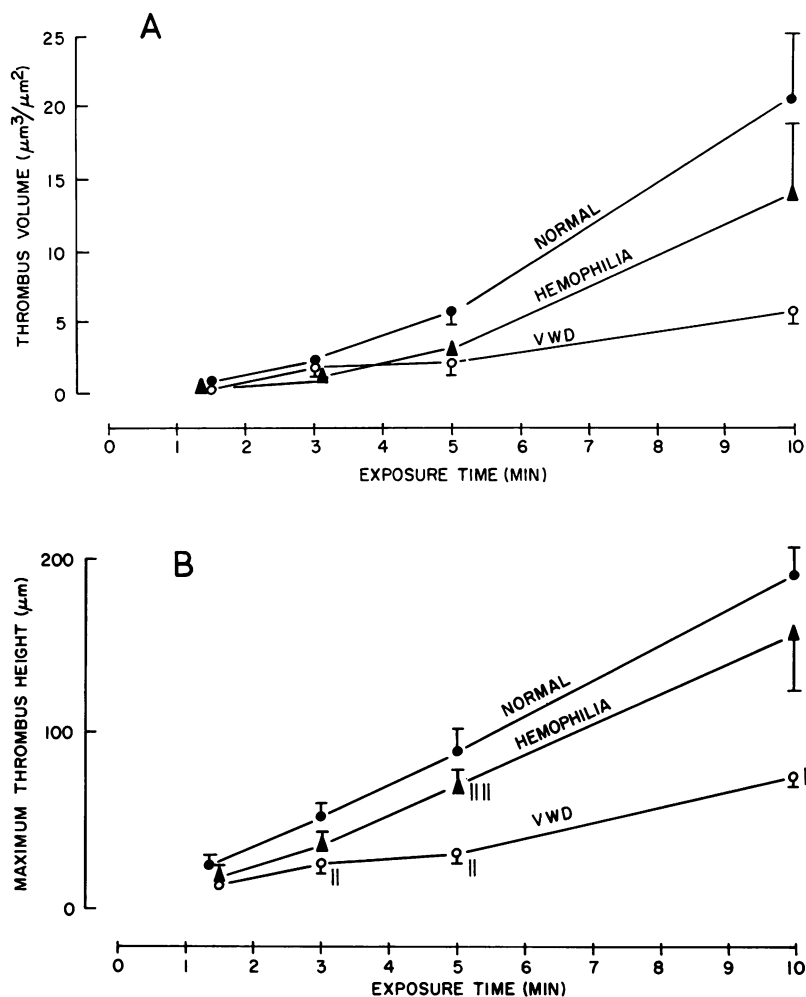 A
THROMBUS VOLUME (μm³/μm²)
25
20
15
10
5
0
NORMAL
HEMOPHILIA
VWD
0 1 2 3 4 5 6 7 8 9 10
EXPOSURE TIME (MIN)
B
MAXIMUM THROMBUS HEIGHT (μm)
200
100
0
NORMAL
HEMOPHILIA
VWD
|| ||
||
||
0 1 2 3 4 5 6 7 8 9 10
EXPOSURE TIME (MIN)